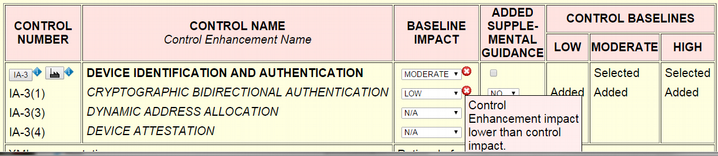 CONTROL NUMBER
CONTROL NAME
Control Enhancement Name
BASELINE IMPACT
ADDED SUPPLE-MENTAL GUIDANCE
CONTROL BASELINES
LOW MODERATE HIGH
IA-3 DEVICE IDENTIFICATION AND AUTHENTICATION MODERATE Selected Selected
IA-3(1) CRYPTOGRAPHIC BIDIRECTIONAL AUTHENTICATION LOW NO Added Added Added
IA-3(3) DYNAMIC ADDRESS ALLOCATION N/A
IA-3(4) DEVICE ATTESTATION N/A
Control
Enhancement impact
lower than control
impact.